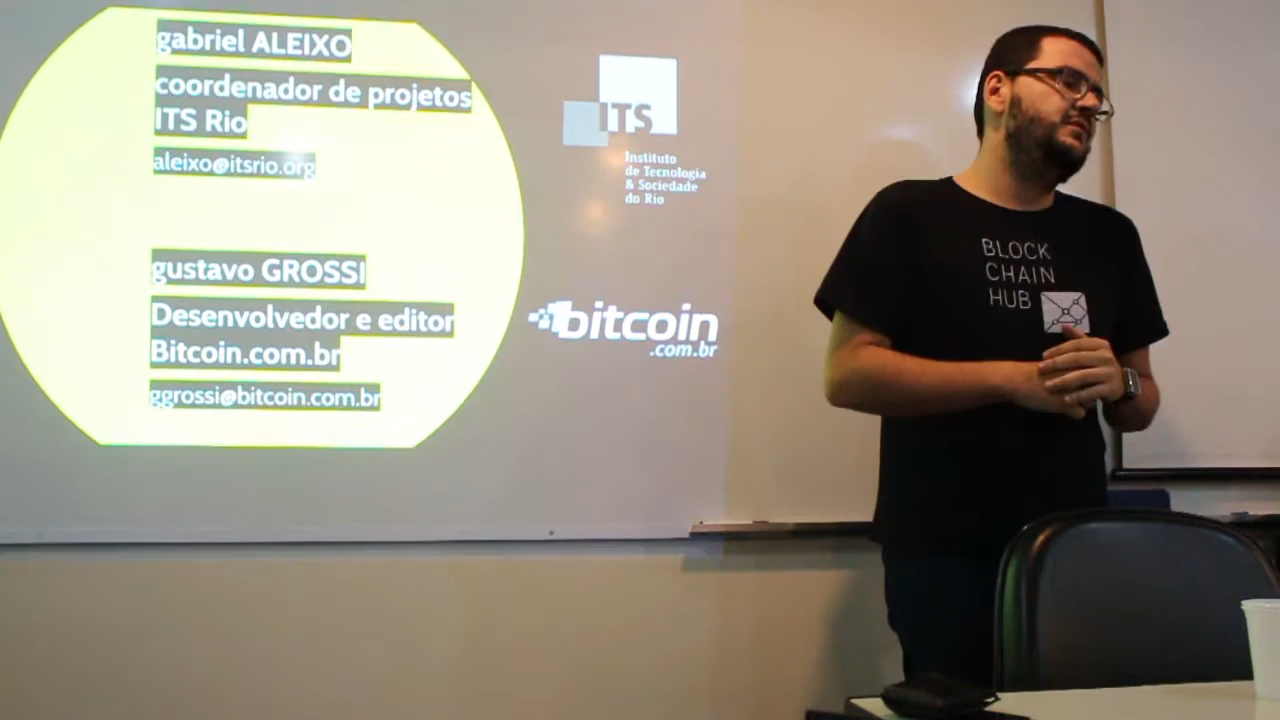 gabriel ALEIXO
coordenador de projetos
ITS Rio
aleixo@itsrio.org
gustavo GROSSI
Desenvolvedor e editor
Bitcoin.com.br
ggrossi@bitcoin.com.br
ITS
Instituto
de Tecnologia
& Sociedade
do Rio
bitcoin
.com.br
BLOCK
CHAIN
HUB